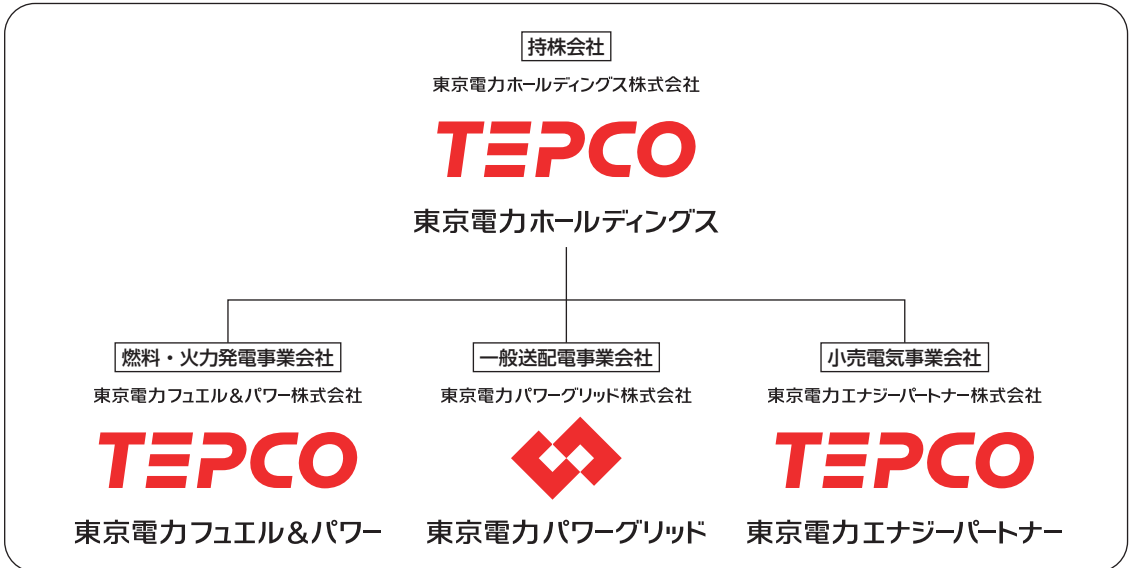 持株会社
東京電力ホールディングス株式会社
TEPCO
東京電力ホールディングス
燃料・火力発電事業会社
東京電力フュエル&パワー株式会社
TEPCO
東京電力フュエル&パワー
一般送配電事業会社
東京電力パワーグリッド株式会社
東京電力パワーグリッド
小売電気事業会社
東京電力エナジーパートナー株式会社
TEPCO
東京電力エナジーパートナー